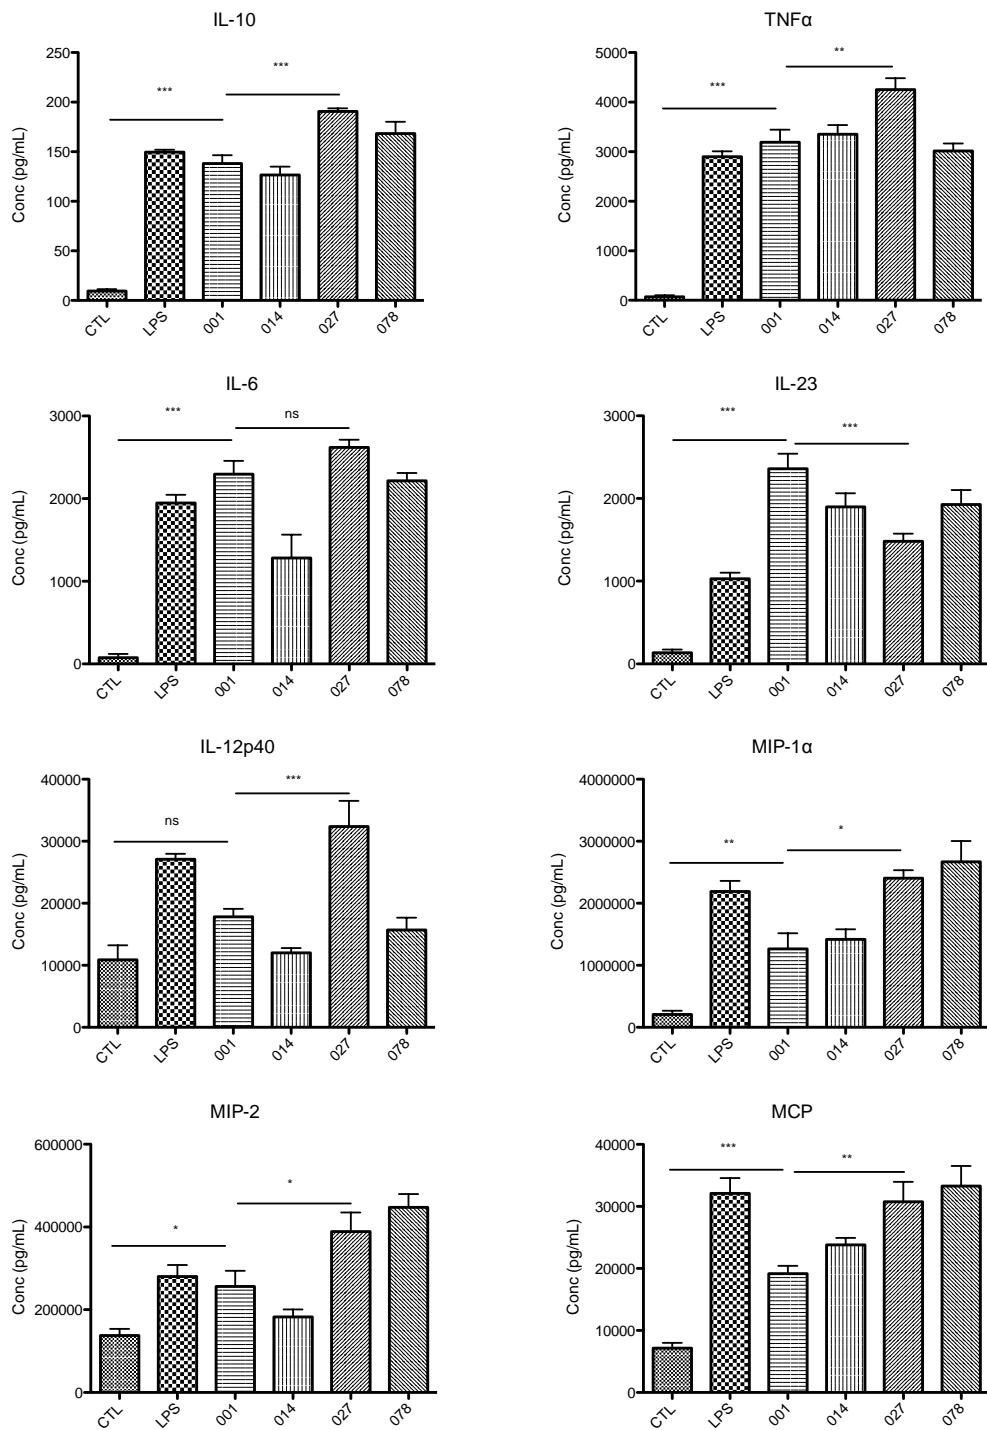 IL-10
Conc (pg/mL)
250
200
150
100
50
0
***
***
CTL
LPS
001
014
027
078
TNFα
Conc (pg/mL)
5000
4000
3000
2000
1000
0
***
**
CTL
LPS
001
014
027
078
IL-6
Conc (pg/mL)
3000
2000
1000
0
***
ns
CTL
LPS
001
014
027
078
IL-23
Conc (pg/mL)
3000
2000
1000
0
***
***
CTL
LPS
001
014
027
078
IL-12p40
Conc (pg/mL)
40000
30000
20000
10000
0
ns
***
CTL
LPS
001
014
027
078
MIP-1α
Conc (pg/mL)
4000000
3000000
2000000
1000000
0
**
*
CTL
LPS
001
014
027
078
MIP-2
Conc (pg/mL)
600000
400000
200000
0
*
*
CTL
LPS
001
014
027
078
MCP
Conc (pg/mL)
40000
30000
20000
10000
0
***
**
CTL
LPS
001
014
027
078